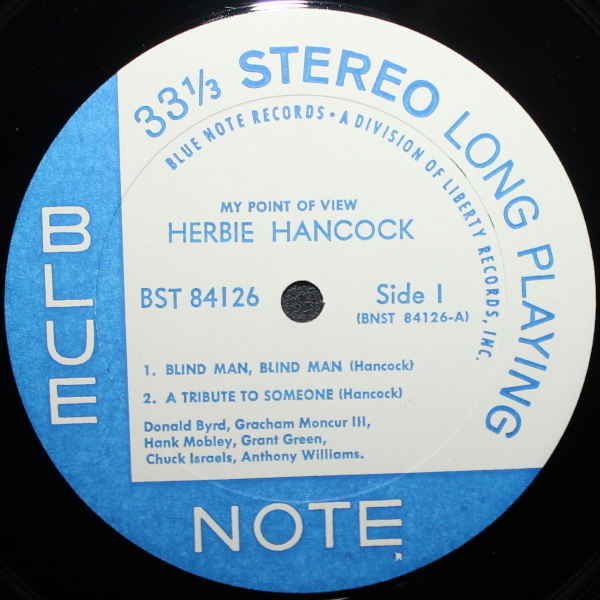 33⅓ STEREO LONG PLAYING
BLUE NOTE RECORDS • A DIVISION OF LIBERTY RECORDS, INC.
MY POINT OF VIEW
HERBIE HANCOCK
BST 84126
Side 1
(BNST 84126-A)
1. BLIND MAN, BLIND MAN (Hancock)
2. A TRIBUTE TO SOMEONE (Hancock)
Donald Byrd, Gracham Moncur III,
Hank Mobley, Grant Green,
Chuck Israels, Anthony Williams.
BLUE
NOTE